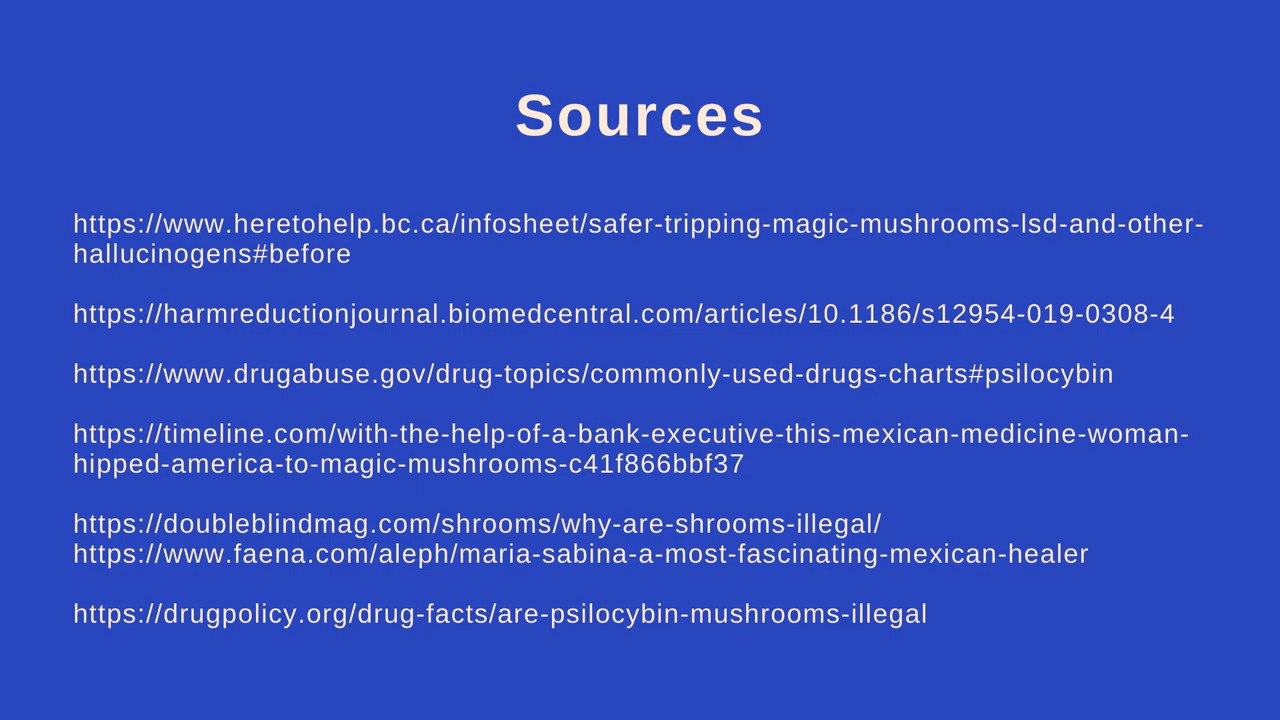 Sources
https://www.heretohelp.bc.ca/infosheet/safer-tripping-magic-mushrooms-lsd-and-other-
hallucinogens#before
https://harmreductionjournal.biomedcentral.com/articles/10.1186/s12954-019-0308-4
https://www.drugabuse.gov/drug-topics/commonly-used-drugs-charts#psilocybin
https://timeline.com/with-the-help-of-a-bank-executive-this-mexican-medicine-woman-
hipped-america-to-magic-mushrooms-c41f866bbf37
https://doubleblindmag.com/shrooms/why-are-shrooms-illegal/
https://www.faena.com/aleph/maria-sabina-a-most-fascinating-mexican-healer
https://drugpolicy.org/drug-facts/are-psilocybin-mushrooms-illegal